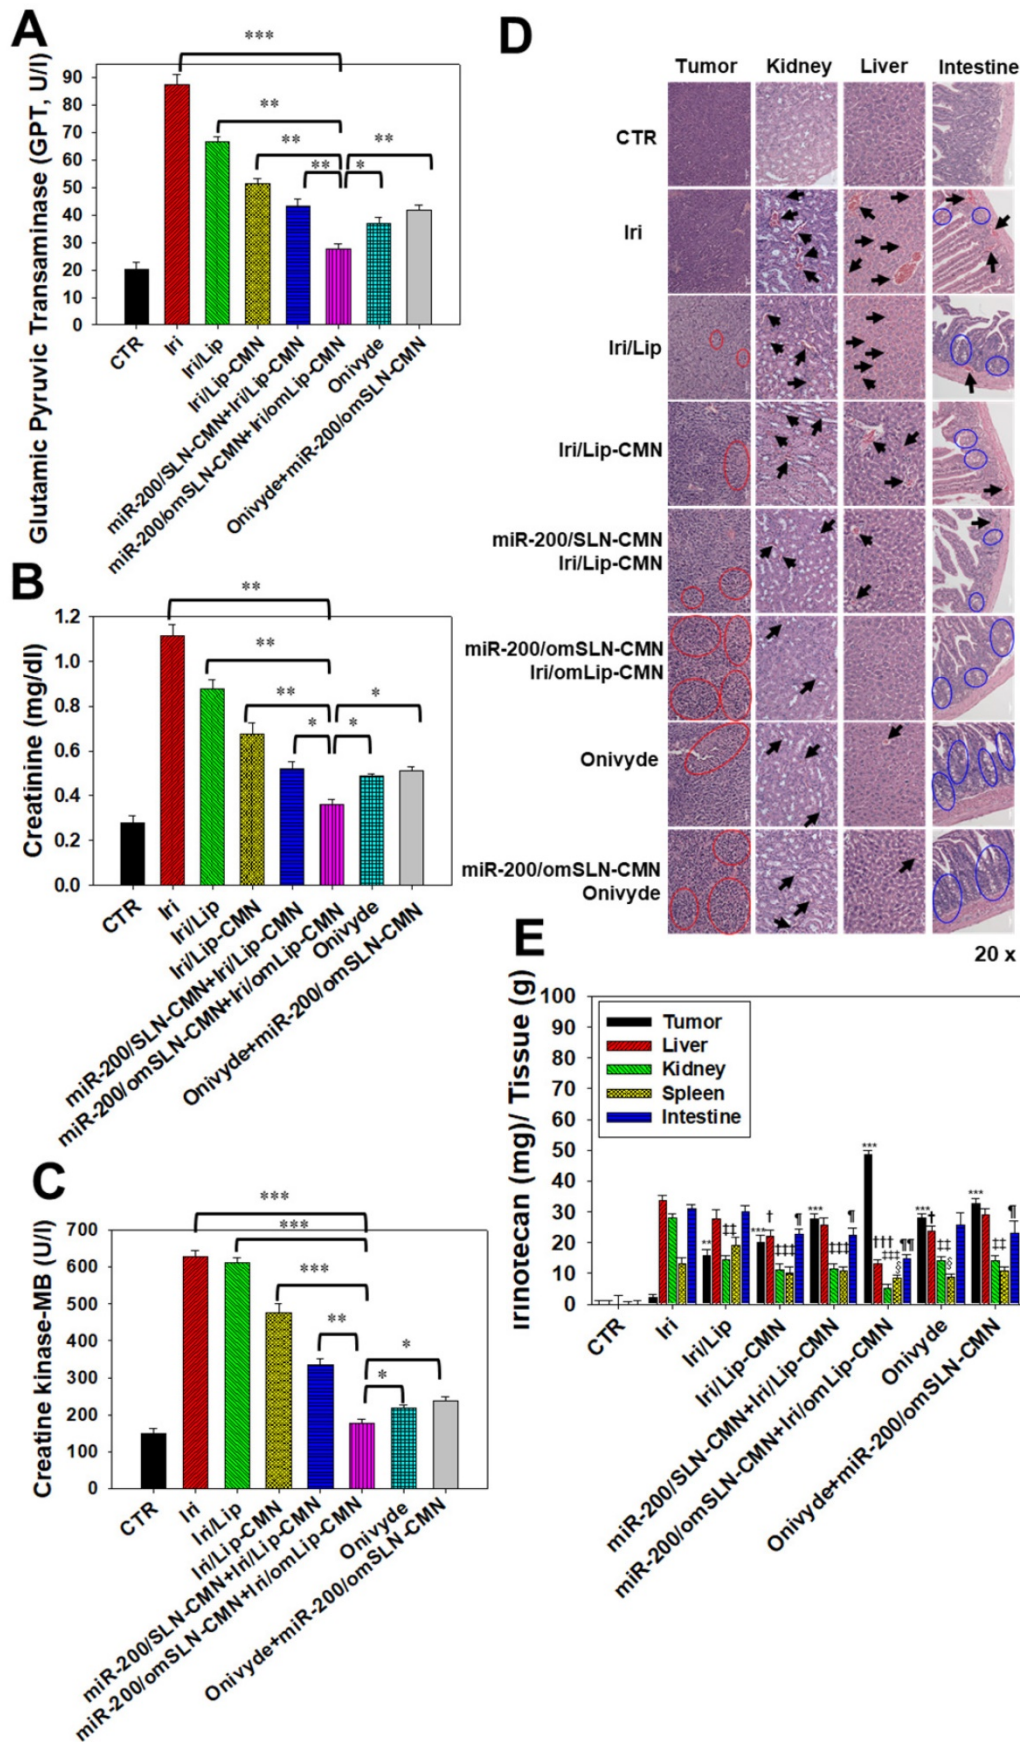 A
Glutamic Pyruvic Transaminase (GPT, U/l)
90
80
70
60
50
40
30
20
10
0
***
**
**
**
*
**
CTR
Iri
Iri/Lip
Iri/Lip-CMN
miR-200/SLN-CMN+Iri/Lip-CMN
miR-200/omSLN-CMN+ Iri/omLip-CMN
Onivyde
Onivyde+miR-200/omSLN-CMN
B
Creatinine (mg/dl)
1.2
1.0
0.8
0.6
0.4
0.2
0.0
**
**
**
*
*
*
CTR
Iri
Iri/Lip
Iri/Lip-CMN
miR-200/SLN-CMN+Iri/Lip-CMN
miR-200/omSLN-CMN+Iri/omLip-CMN
Onivyde
Onivyde+miR-200/omSLN-CMN
C
Creatine kinase-MB (U/l)
700
600
500
400
300
200
100
0
***
***
***
**
*
*
CTR
Iri
Iri/Lip
Iri/Lip-CMN
miR-200/SLN-CMN+Iri/Lip-CMN
miR-200/omSLN-CMN+Iri/omLip-CMN
Onivyde
Onivyde+miR-200/omSLN-CMN
D
Tumor Kidney Liver Intestine
CTR
Iri
Iri/Lip
Iri/Lip-CMN
miR-200/SLN-CMN
Iri/Lip-CMN
miR-200/omSLN-CMN
Iri/omLip-CMN
Onivyde
miR-200/omSLN-CMN
Onivyde
20 x
E
Irinotecan (mg)/ Tissue (g)
100
90
80
70
60
50
40
30
20
10
0
Tumor
Liver
Kidney
Spleen
Intestine
** ‡‡
*** † ‡‡‡ ¶
*** ‡‡‡ ¶
*** ††† ‡‡‡ § ¶¶
*** † ‡‡ §
*** ‡‡ ¶
CTR
Iri
Iri/Lip
Iri/Lip-CMN
miR-200/SLN-CMN+Iri/Lip-CMN
miR-200/omSLN-CMN+Iri/omLip-CMN
Onivyde
Onivyde+miR-200/omSLN-CMN